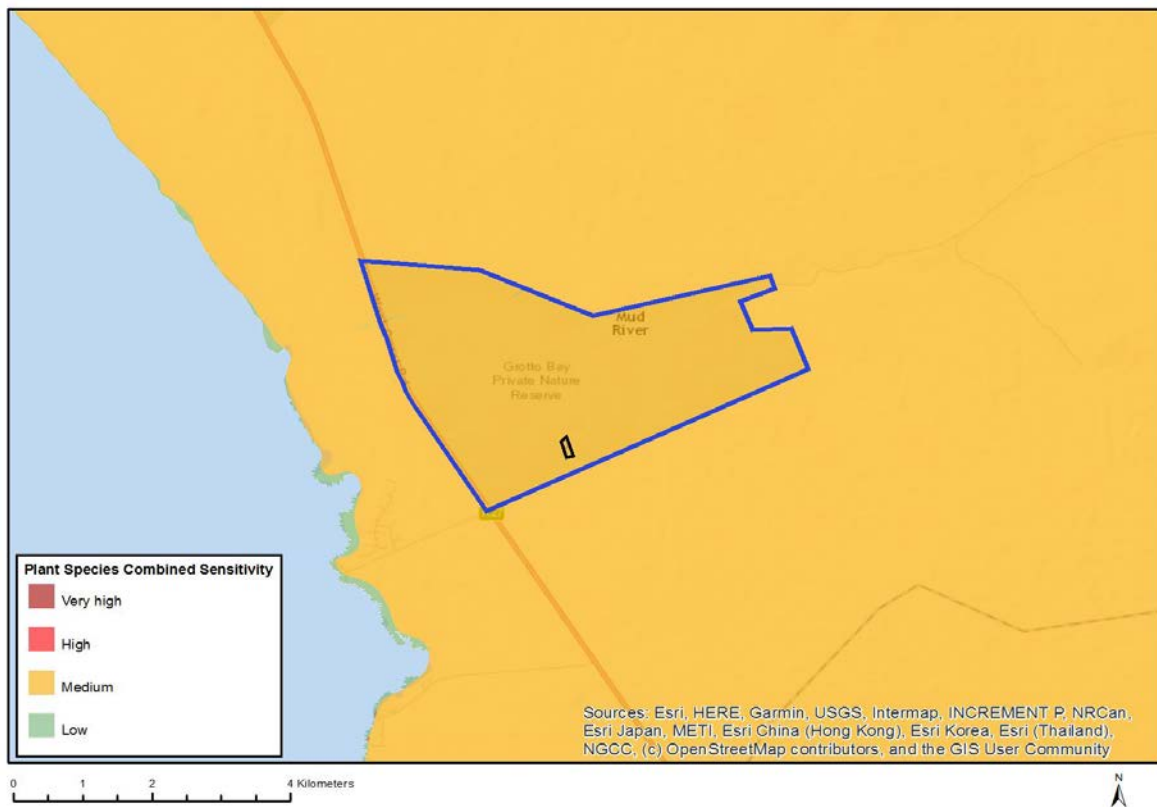 Mud
River
Grotto Bay
Private Nature
Reserve
Plant Species Combined Sensitivity
Very high
High
Medium
Low
Sources: Esri, HERE, Garmin, USGS, Intermap, INCREMENT P, NRCan,
Esri Japan, METI, Esri China (Hong Kong), Esri Korea, Esri (Thailand),
NGCC, (c) OpenStreetMap contributors, and the GIS User Community
0 1 2 4 Kilometers
N